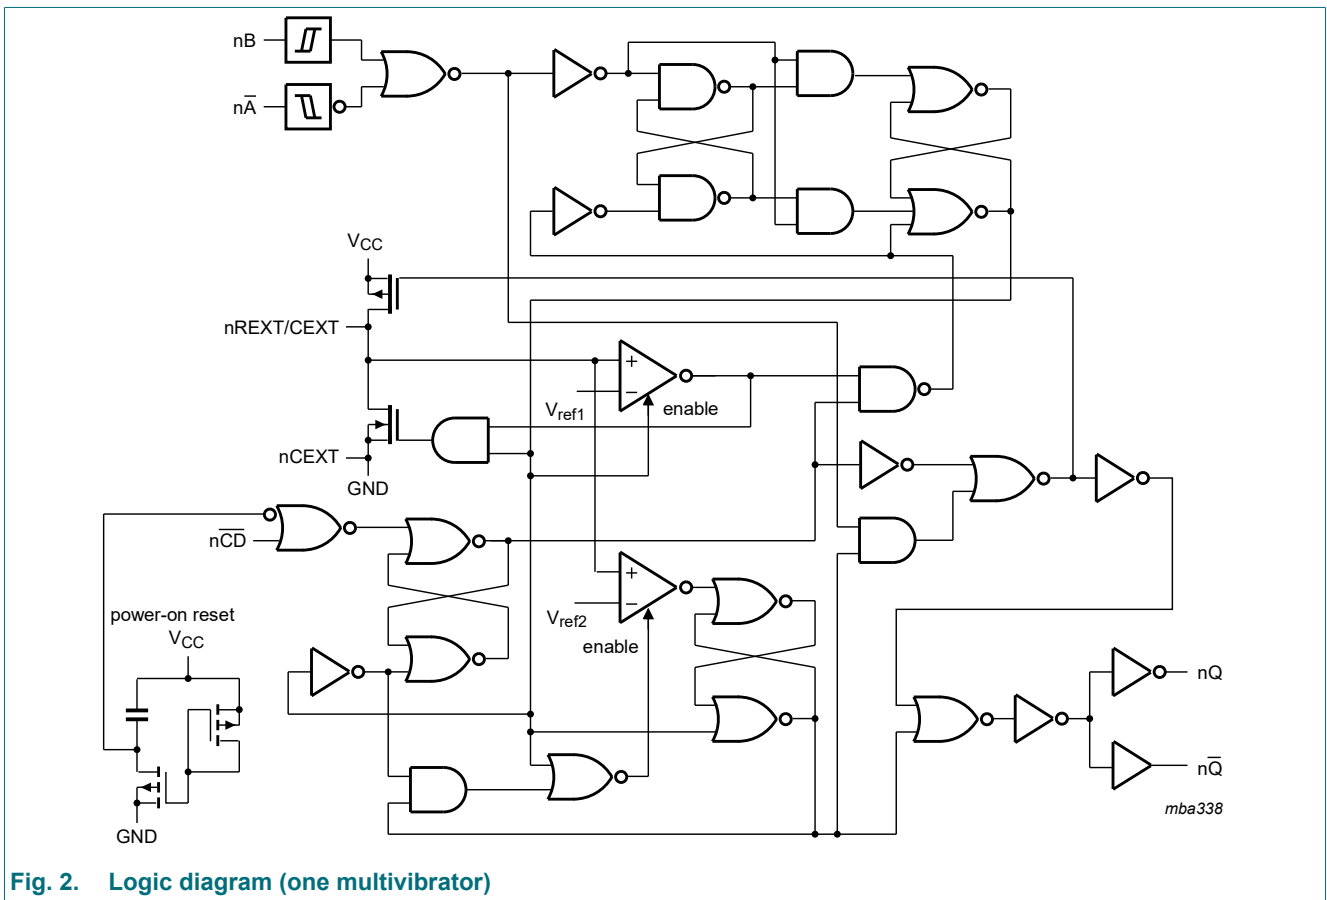 nB
nA̅
VCC
nREXT/CEXT
+
−
Vref1
enable
nCEXT
GND
nC̅D̅
+
−
Vref2
enable
power-on reset
VCC
GND
nQ
nQ̅
mba338
Fig. 2. Logic diagram (one multivibrator)